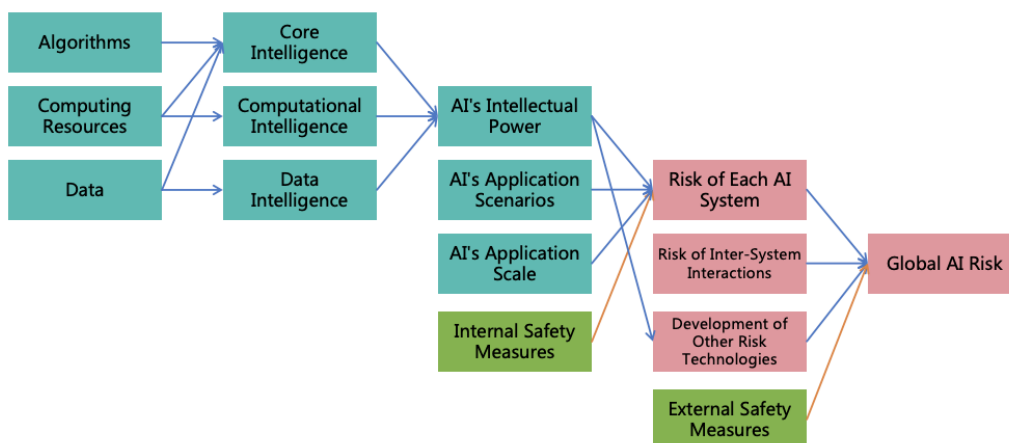 Algorithms
Core
Intelligence
Computing
Resources
Computational
Intelligence
AI's Intellectual
Power
Data
Data
Intelligence
AI's Application
Scenarios
Risk of Each AI
System
AI's Application
Scale
Risk of Inter-System
Interactions
Global AI Risk
Internal Safety
Measures
Development of
Other Risk
Technologies
External Safety
Measures